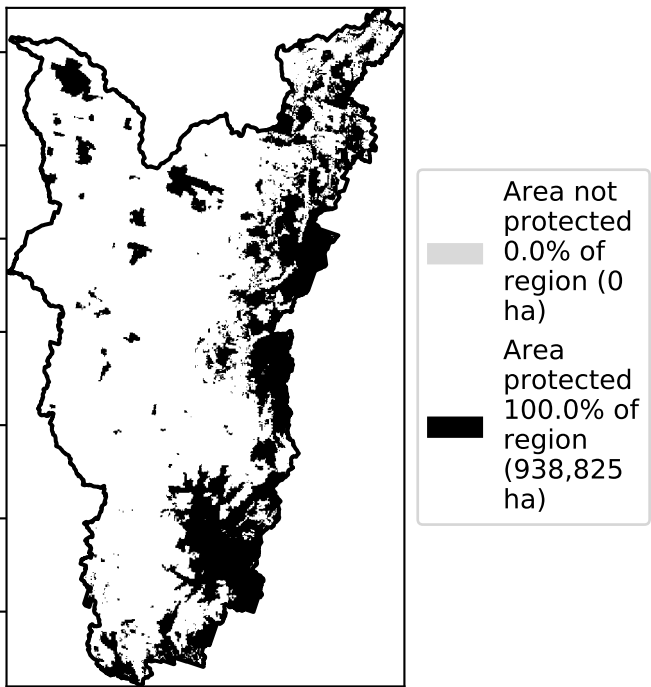 Area not
protected
0.0% of
region (0
ha)
Area
protected
100.0% of
region
(938,825
ha)